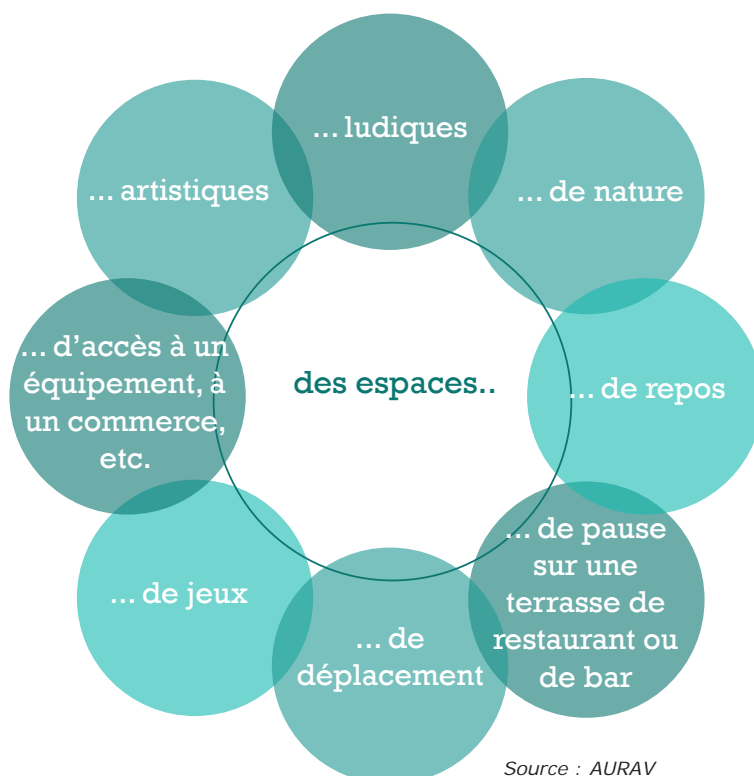 ... ludiques
... artistiques
... de nature
... d'accès à un
équipement, à
un commerce,
etc.
des espaces..
... de repos
... de jeux
... de pause
sur une
terrasse de
restaurant ou
de bar
... de
déplacement
Source : AURAV